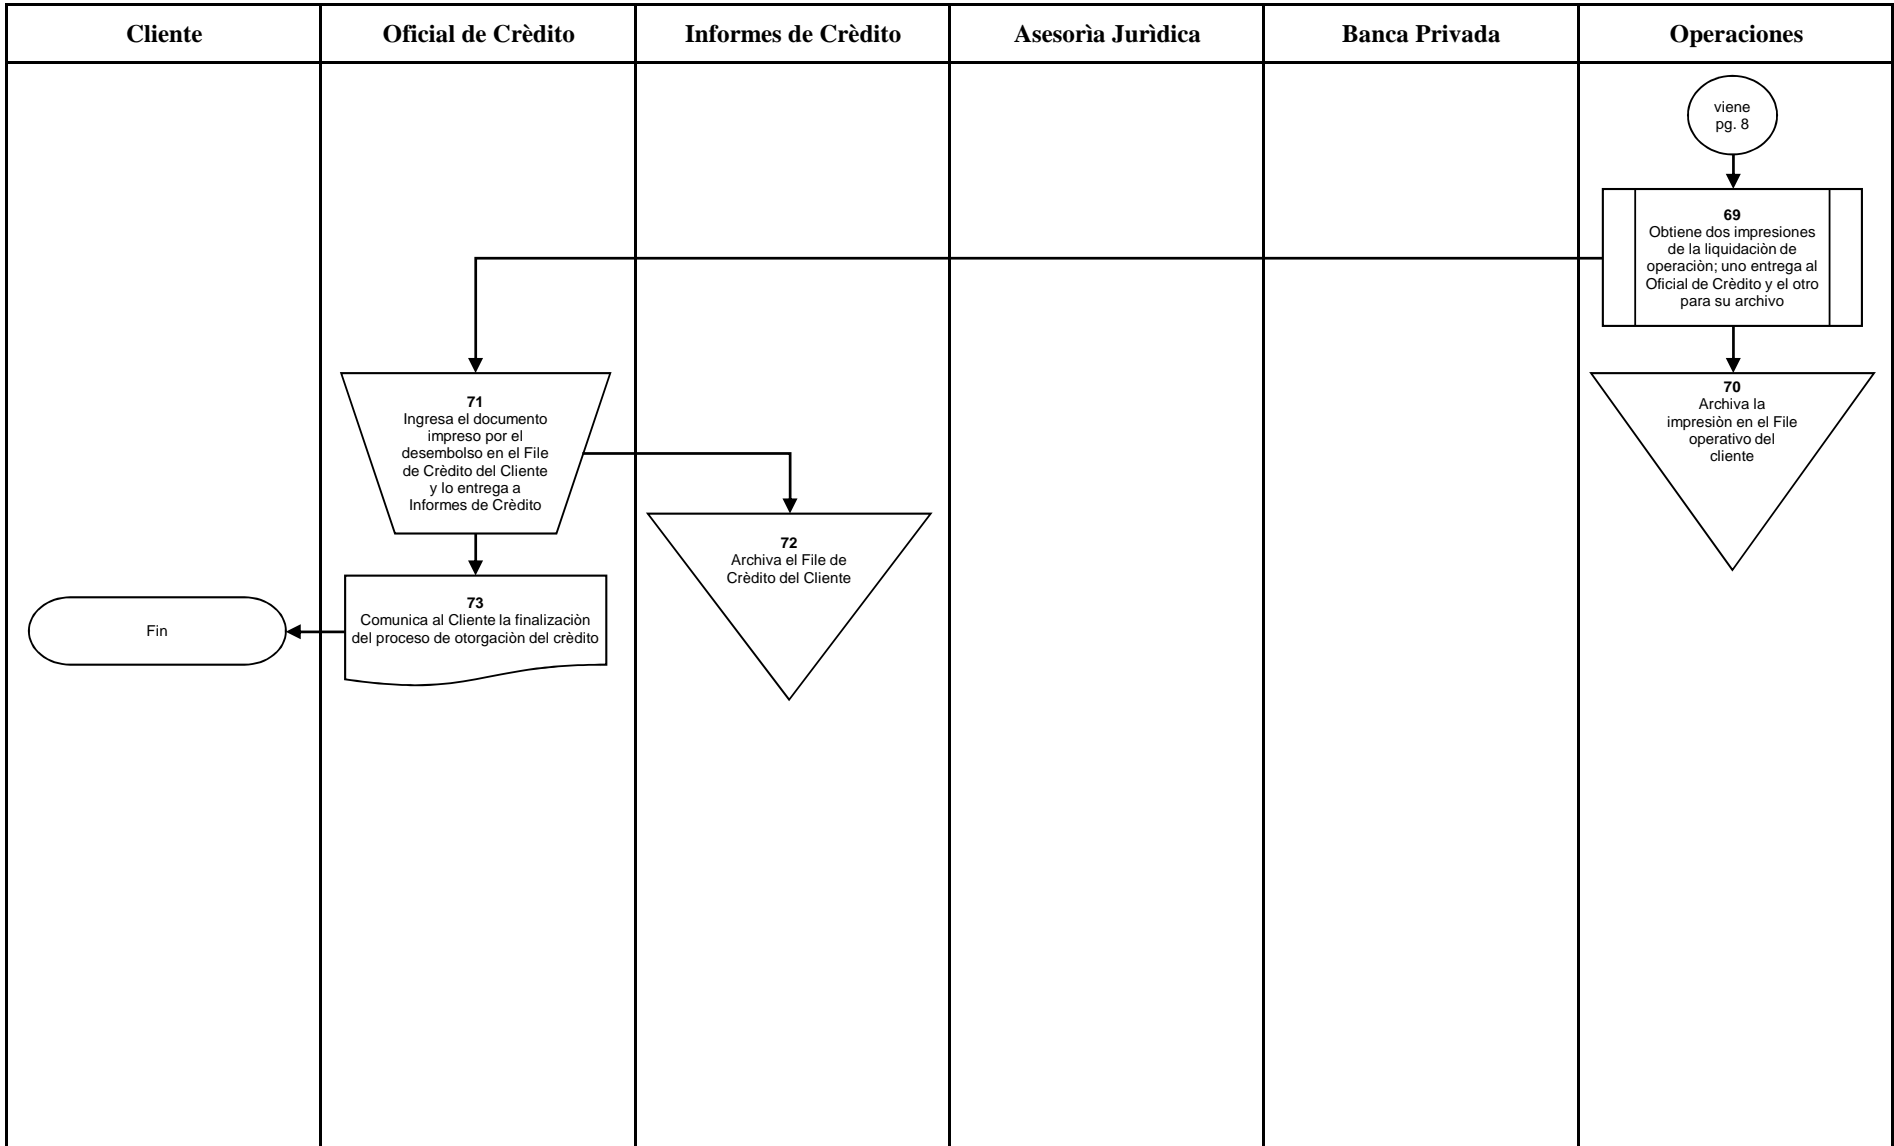 Cliente
Oficial de Crèdito
Informes de Crèdito
Asesorìa Jurìdica
Banca Privada
Operaciones
viene
pg. 8
69
Obtiene dos impresiones
de la liquidaciòn de
operaciòn; uno entrega al
Oficial de Crèdito y el otro
para su archivo
70
Archiva la
impresiòn en el File
operativo del
cliente
71
Ingresa el documento
impreso por el
desembolso en el File
de Crèdito del Cliente
y lo entrega a
Informes de Crèdito
72
Archiva el File de
Crèdito del Cliente
73
Comunica al Cliente la finalizaciòn
del proceso de otorgaciòn del crèdito
Fin